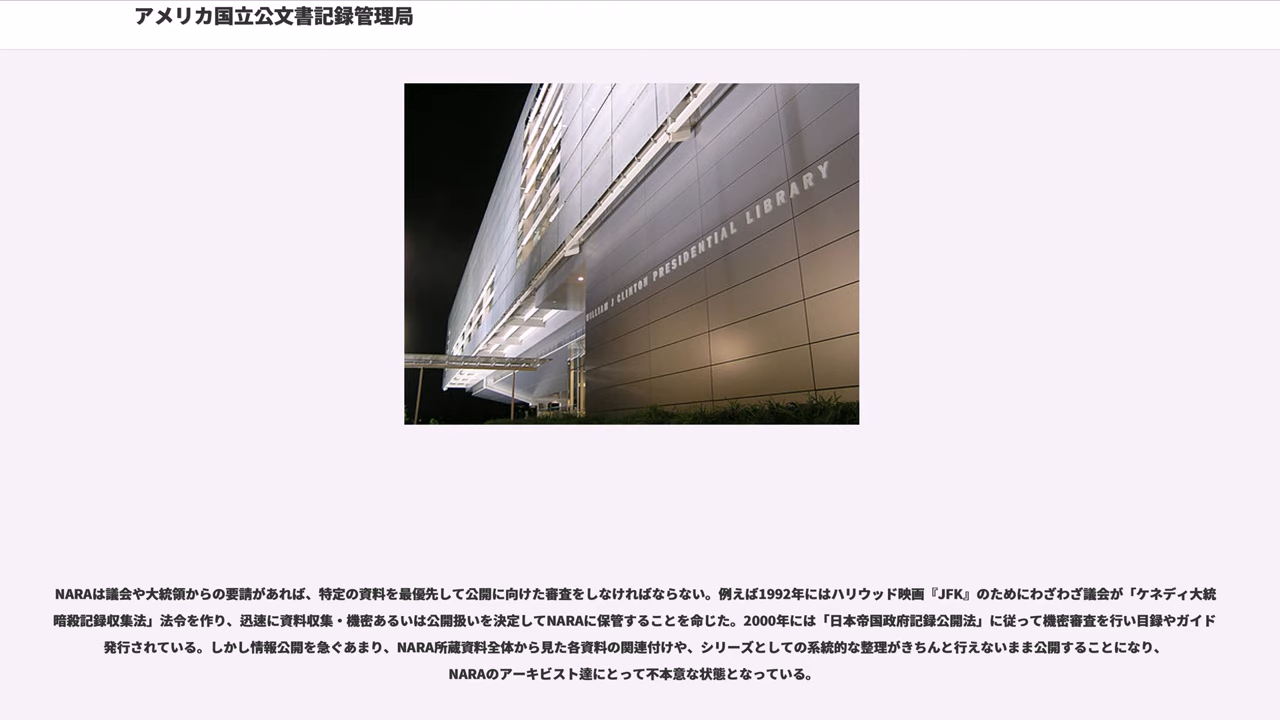 アメリカ国立公文書記録管理局
WILLIAM J CLINTON PRESIDENTIAL LIBRARY
NARAは議会や大統領からの要請があれば、特定の資料を最優先して公開に向けた審査をしなければならない。例えば1992年にはハリウッド映画『JFK』のためにわざわざ議会が「ケネディ大統
暗殺記録収集法」法令を作り、迅速に資料収集・機密あるいは公開扱いを決定してNARAに保管することを命じた。2000年には「日本帝国政府記録公開法」に従って機密審査を行い目録やガイド
発行されている。しかし情報公開を急ぐあまり、NARA所蔵資料全体から見た各資料の関連付けや、シリーズとしての系統的な整理がきちんと行えないまま公開することになり、
NARAのアーキビスト達にとって不本意な状態となっている。